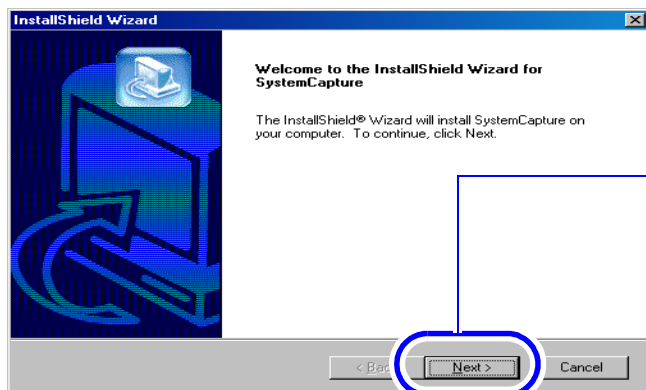 InstallShield Wizard
Welcome to the InstallShield Wizard for
SystemCapture
The InstallShield® Wizard will install SystemCapture on
your computer. To continue, click Next.
< Bac
Next >
Cancel